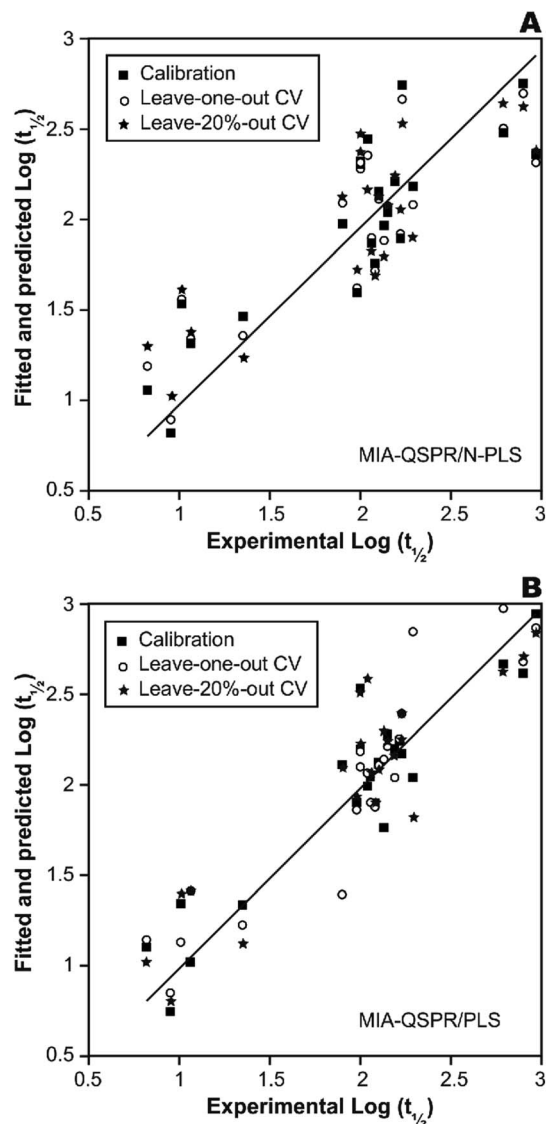 A
3
2.5
2
1.5
1
0.5
Fitted and predicted Log (t½)
Calibration
Leave-one-out CV
Leave-20%-out CV
MIA-QSPR/N-PLS
1 1.5 2 2.5 3
Experimental Log (t½)
B
3
2.5
2
1.5
1
0.5
Fitted and predicted Log (t½)
Calibration
Leave-one-out CV
Leave-20%-out CV
MIA-QSPR/PLS
0.5 1 1.5 2 2.5 3
Experimental Log (t½)